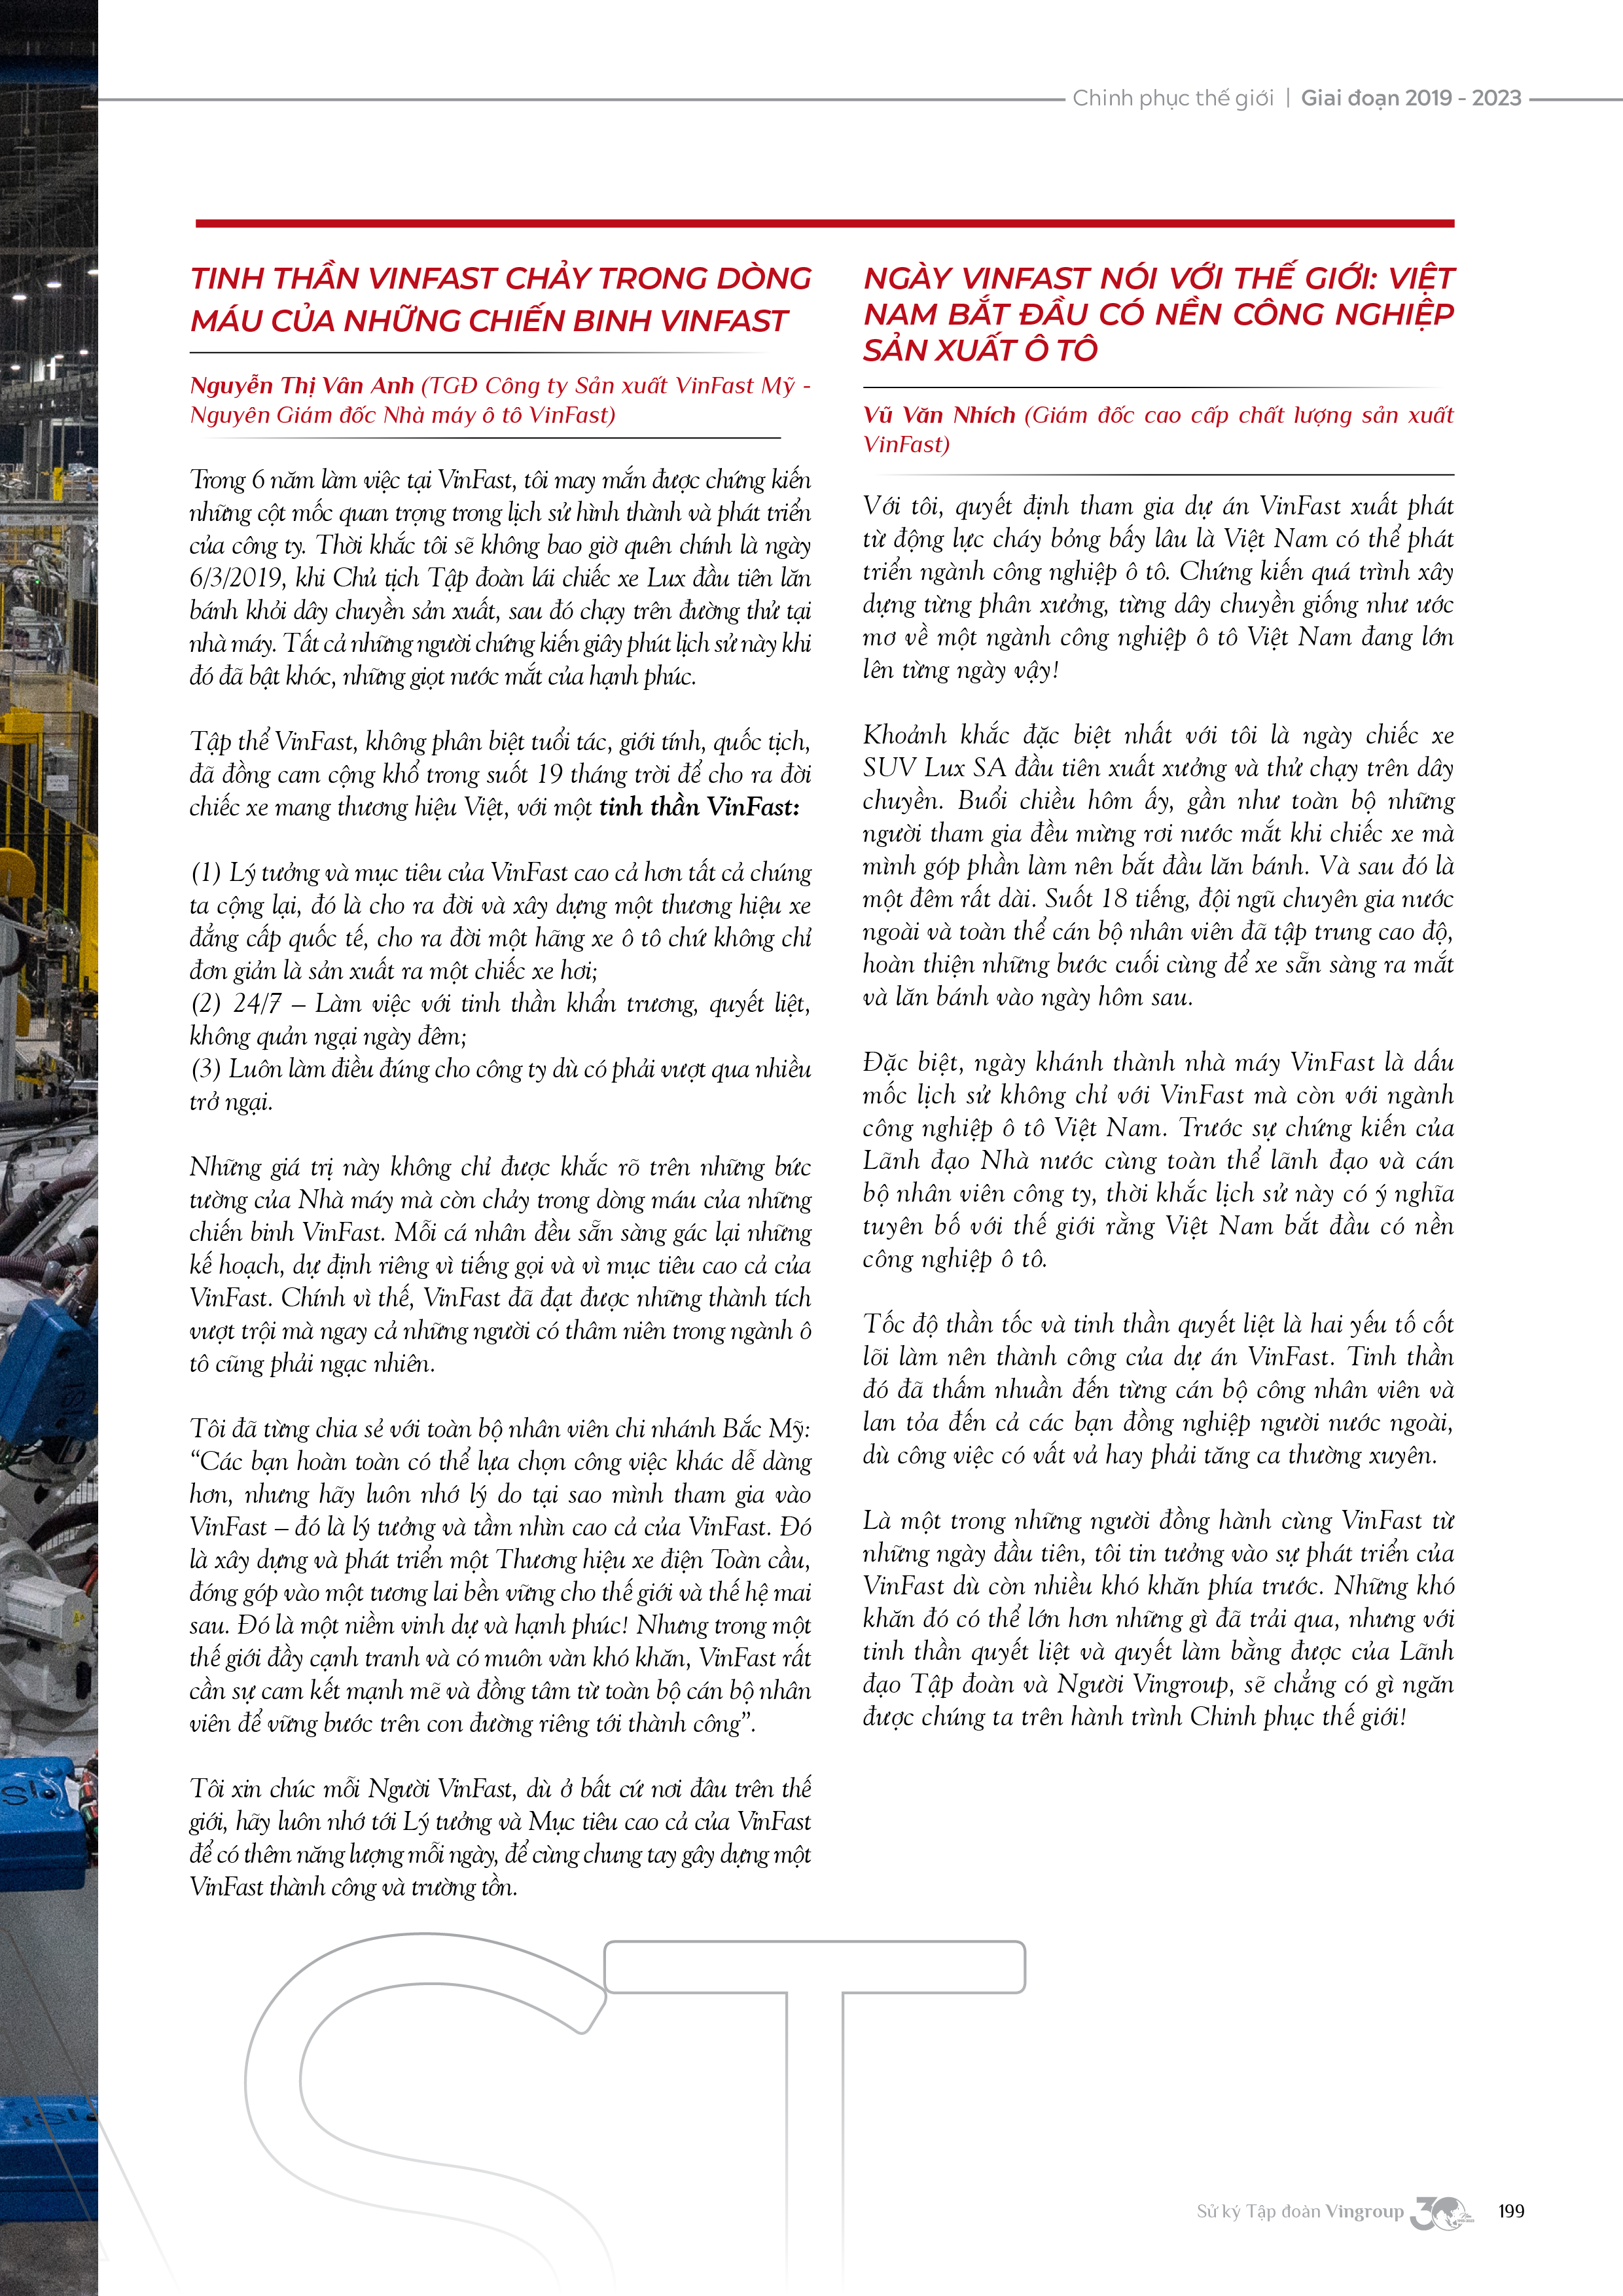 Chinh phục thế giới | Giai đoạn 2019 - 2023
TINH THẦN VINFAST CHẢY TRONG DÒNG
MÁU CỦA NHỮNG CHIẾN BINH VINFAST
Nguyễn Thị Vân Anh (TGĐ Công ty Sản xuất VinFast Mỹ -
Nguyên Giám đốc Nhà máy ô tô VinFast)
Trong 6 năm làm việc tại VinFast, tôi may mắn được chứng kiến
những cột mốc quan trọng trong lịch sử hình thành và phát triển
của công ty. Thời khắc tôi sẽ không bao giờ quên chính là ngày
6/3/2019, khi Chủ tịch Tập đoàn lái chiếc xe Lux đầu tiên lăn
bánh khỏi dây chuyền sản xuất, sau đó chạy trên đường thử tại
nhà máy. Tất cả những người chứng kiến giây phút lịch sử này khi
đó đã bật khóc, những giọt nước mắt của hạnh phúc.
Tập thể VinFast, không phân biệt tuổi tác, giới tính, quốc tịch,
đã đồng cam cộng khổ trong suốt 19 tháng trời để cho ra đời
chiếc xe mang thương hiệu Việt, với một tinh thần VinFast:
(1) Lý tưởng và mục tiêu của VinFast cao cả hơn tất cả chúng
ta cộng lại, đó là cho ra đời và xây dựng một thương hiệu xe
đẳng cấp quốc tế, cho ra đời một hãng xe ô tô chứ không chỉ
đơn giản là sản xuất ra một chiếc xe hơi;
(2) 24/7 – Làm việc với tinh thần khẩn trương, quyết liệt,
không quản ngại ngày đêm;
(3) Luôn làm điều đúng cho công ty dù có phải vượt qua nhiều
trở ngại.
Những giá trị này không chỉ được khắc rõ trên những bức
tường của Nhà máy mà còn chảy trong dòng máu của những
chiến binh VinFast. Mỗi cá nhân đều sẵn sàng gác lại những
kế hoạch, dự định riêng vì tiếng gọi và vì mục tiêu cao cả của
VinFast. Chính vì thế, VinFast đã đạt được những thành tích
vượt trội mà ngay cả những người có thâm niên trong ngành ô
tô cũng phải ngạc nhiên.
Tôi đã từng chia sẻ với toàn bộ nhân viên chi nhánh Bắc Mỹ:
“Các bạn hoàn toàn có thể lựa chọn công việc khác dễ dàng
hơn, nhưng hãy luôn nhớ lý do tại sao mình tham gia vào
VinFast – đó là lý tưởng và tầm nhìn cao cả của VinFast. Đó
là xây dựng và phát triển một Thương hiệu xe điện Toàn cầu,
đóng góp vào một tương lai bền vững cho thế giới và thế hệ mai
sau. Đó là một niềm vinh dự và hạnh phúc! Nhưng trong một
thế giới đầy cạnh tranh và có muôn vàn khó khăn, VinFast rất
cần sự cam kết mạnh mẽ và đồng tâm từ toàn bộ cán bộ nhân
viên để vững bước trên con đường riêng tới thành công”.
Tôi xin chúc mỗi Người VinFast, dù ở bất cứ nơi đâu trên thế
giới, hãy luôn nhớ tới Lý tưởng và Mục tiêu cao cả của VinFast
để có thêm năng lượng mỗi ngày, để cùng chung tay gây dựng một
VinFast thành công và trường tồn.
NGÀY VINFAST NÓI VỚI THẾ GIỚI: VIỆT
NAM BẮT ĐẦU CÓ NỀN CÔNG NGHIỆP
SẢN XUẤT Ô TÔ
Vũ Văn Nhích (Giám đốc cao cấp chất lượng sản xuất
VinFast)
Với tôi, quyết định tham gia dự án VinFast xuất phát
từ động lực cháy bỏng bấy lâu là Việt Nam có thể phát
triển ngành công nghiệp ô tô. Chứng kiến quá trình xây
dựng từng phân xưởng, từng dây chuyền giống như ước
mơ về một ngành công nghiệp ô tô Việt Nam đang lớn
lên từng ngày vậy!
Khoảnh khắc đặc biệt nhất với tôi là ngày chiếc xe
SUV Lux SA đầu tiên xuất xưởng và thử chạy trên dây
chuyền. Buổi chiều hôm ấy, gần như toàn bộ những
người tham gia đều mừng rơi nước mắt khi chiếc xe mà
mình góp phần làm nên bắt đầu lăn bánh. Và sau đó là
một đêm rất dài. Suốt 18 tiếng, đội ngũ chuyên gia nước
ngoài và toàn thể cán bộ nhân viên đã tập trung cao độ,
hoàn thiện những bước cuối cùng để xe sẵn sàng ra mắt
và lăn bánh vào ngày hôm sau.
Đặc biệt, ngày khánh thành nhà máy VinFast là dấu
mốc lịch sử không chỉ với VinFast mà còn với ngành
công nghiệp ô tô Việt Nam. Trước sự chứng kiến của
Lãnh đạo Nhà nước cùng toàn thể lãnh đạo và cán
bộ nhân viên công ty, thời khắc lịch sử này có ý nghĩa
tuyên bố với thế giới rằng Việt Nam bắt đầu có nền
công nghiệp ô tô.
Tốc độ thần tốc và tinh thần quyết liệt là hai yếu tố cốt
lõi làm nên thành công của dự án VinFast. Tinh thần
đó đã thấm nhuần đến từng cán bộ công nhân viên và
lan tỏa đến cả các bạn đồng nghiệp người nước ngoài,
dù công việc có vất vả hay phải tăng ca thường xuyên.
Là một trong những người đồng hành cùng VinFast từ
những ngày đầu tiên, tôi tin tưởng vào sự phát triển của
VinFast dù còn nhiều khó khăn phía trước. Những khó
khăn đó có thể lớn hơn những gì đã trải qua, nhưng với
tinh thần quyết liệt và quyết làm bằng được của Lãnh
đạo Tập đoàn và Người Vingroup, sẽ chẳng có gì ngăn
được chúng ta trên hành trình Chinh phục thế giới!
ST
Sử ký Tập đoàn Vingroup 30 199